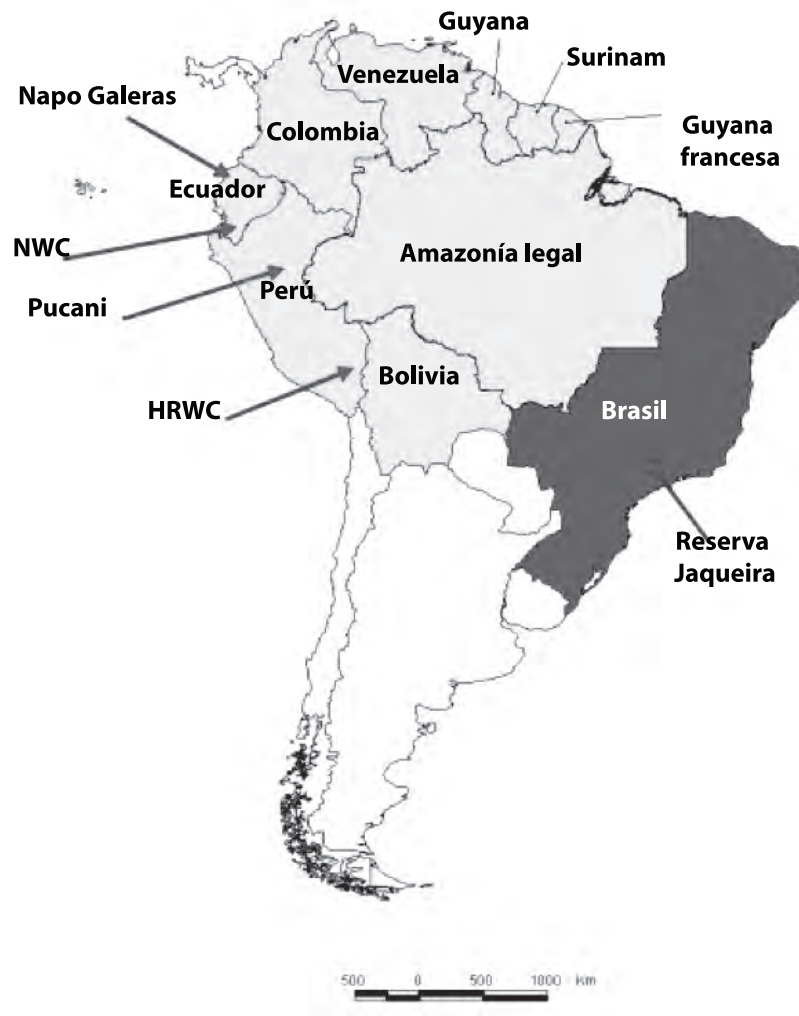 Guyana
Surinam
Venezuela
Napo Galeras
Colombia
Guyana
francesa
Ecuador
NWC
Amazonía legal
Pucani
Perú
Bolivia
HRWC
Brasil
Reserva
Jaqueira
500 0 500 1000 Km